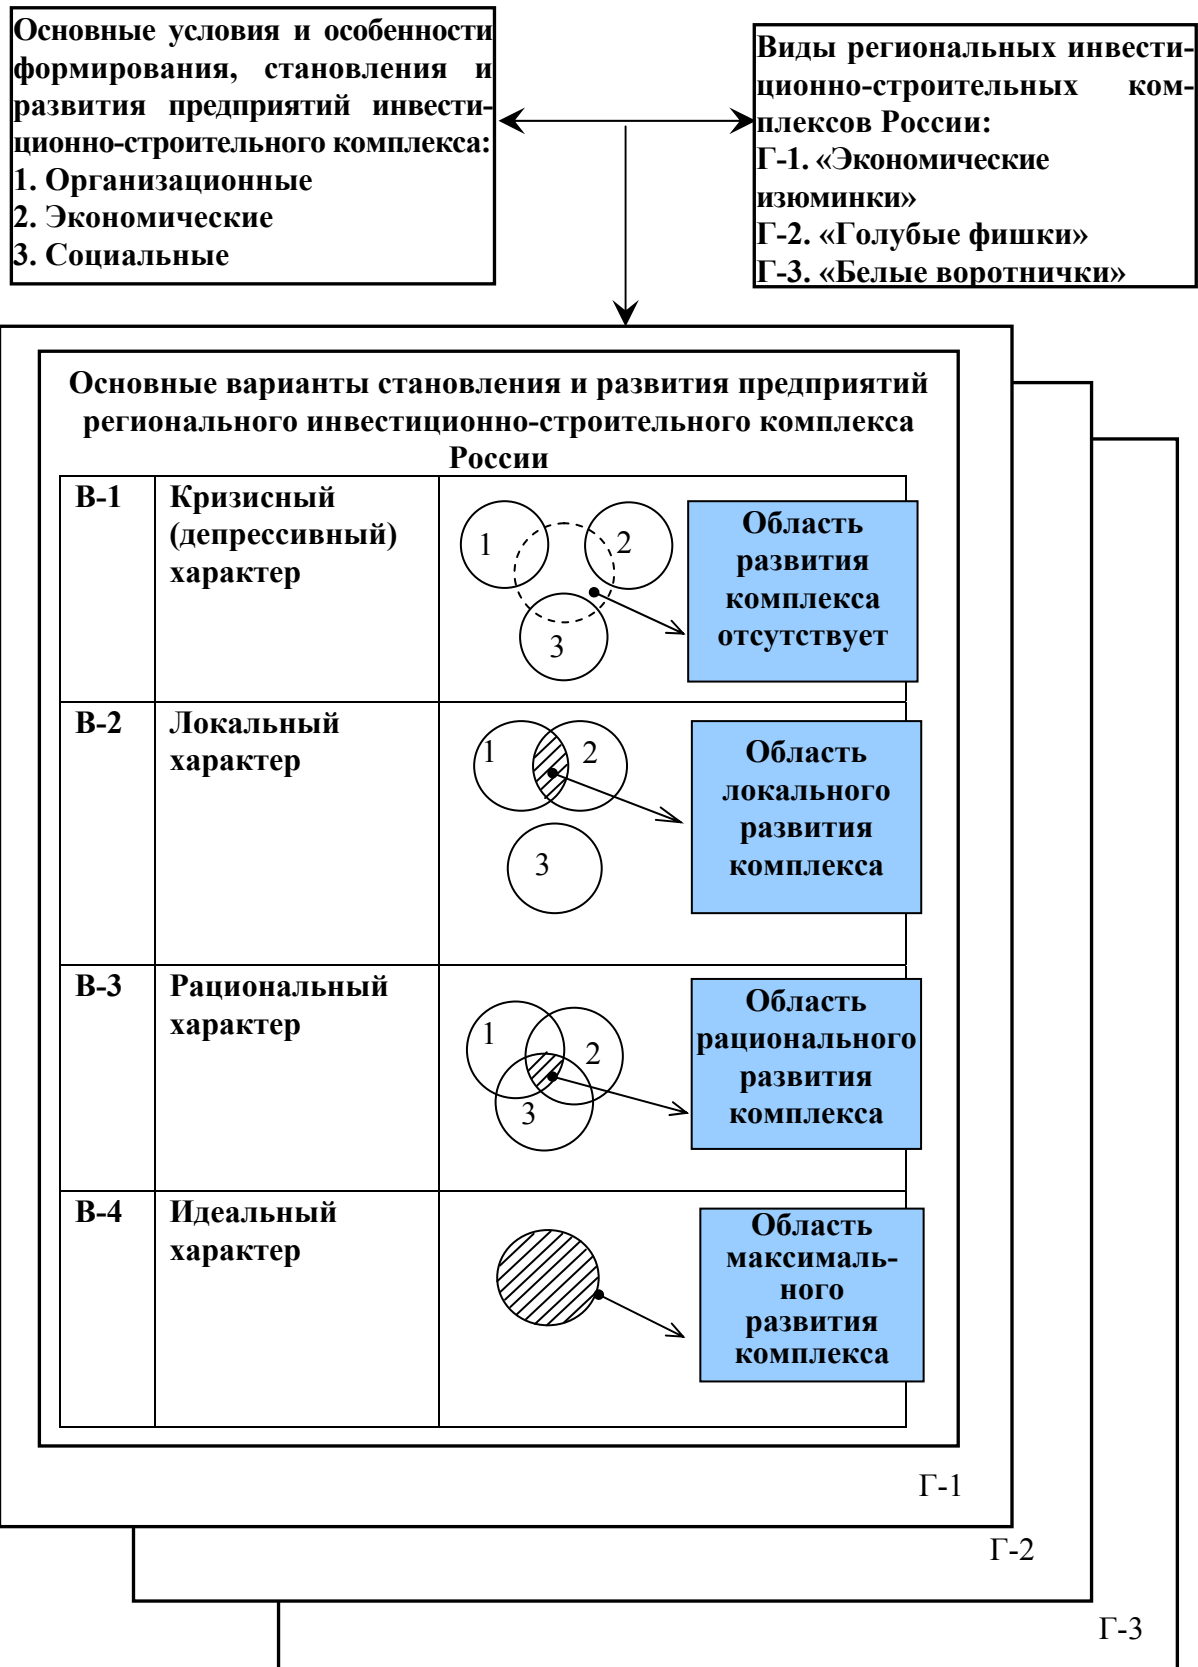 Основные условия и особенности
формирования, становления и
развития предприятий инвести-
ционно-строительного комплекса:
1. Организационные
2. Экономические
3. Социальные
Виды региональных инвести-
ционно-строительных ком-
плексов России:
Г-1. «Экономические
изюминки»
Г-2. «Голубые фишки»
Г-3. «Белые воротнички»
Основные варианты становления и развития предприятий
регионального инвестиционно-строительного комплекса
России
В-1
Кризисный
(депрессивный)
характер
1
2
3
Область
развития
комплекса
отсутствует
В-2
Локальный
характер
1
2
3
Область
локального
развития
комплекса
В-3
Рациональный
характер
1
2
3
Область
рационального
развития
комплекса
В-4
Идеальный
характер
Область
максималь-
ного
развития
комплекса
Г-1
Г-2
Г-3